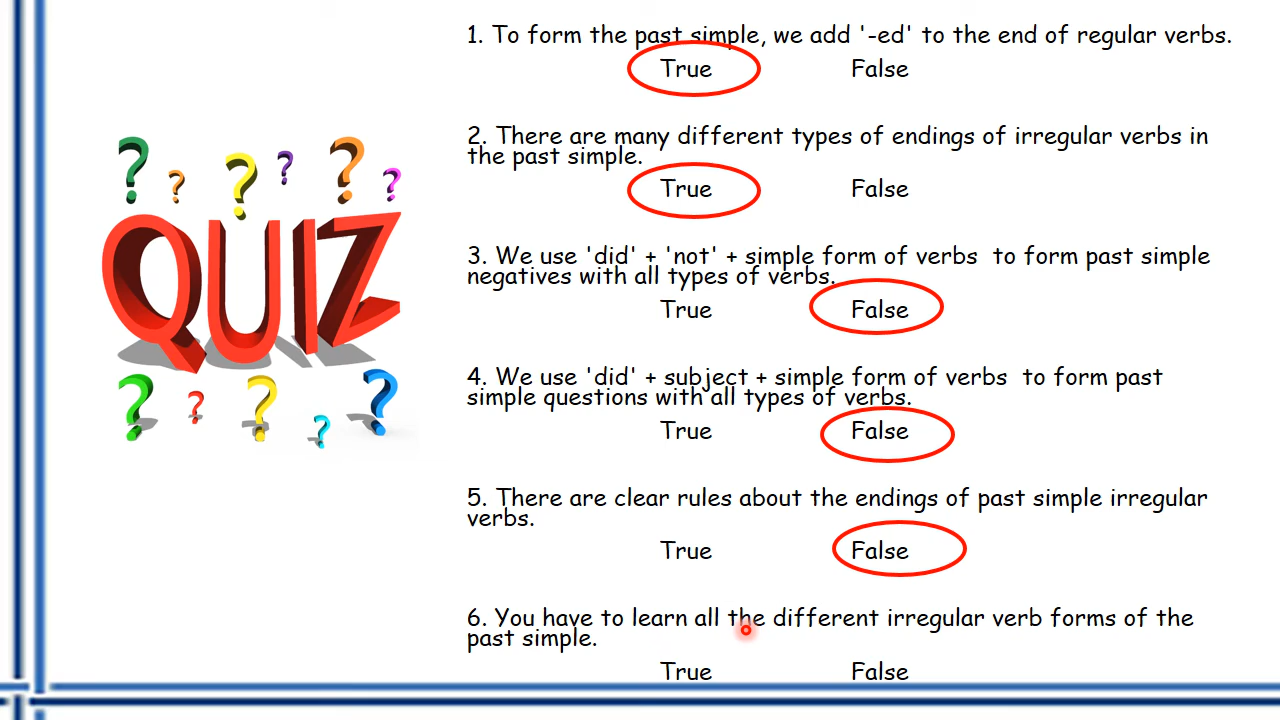 1. To form the past simple, we add '-ed' to the end of regular verbs.
True False
2. There are many different types of endings of irregular verbs in
the past simple.
True False
3. We use 'did' + 'not' + simple form of verbs to form past simple
negatives with all types of verbs.
True False
4. We use 'did' + subject + simple form of verbs to form past
simple questions with all types of verbs.
True False
5. There are clear rules about the endings of past simple irregular
verbs.
True False
6. You have to learn all the different irregular verb forms of the
past simple.
True False
? ? ? ? ? ?
QUIZ
? ? ? ? ?